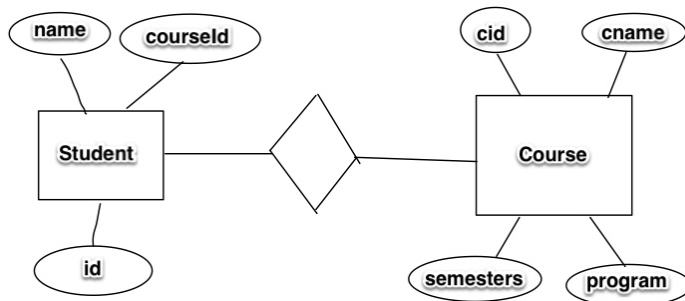 name
courseId
cid
cname
Student
Course
id
semesters
program